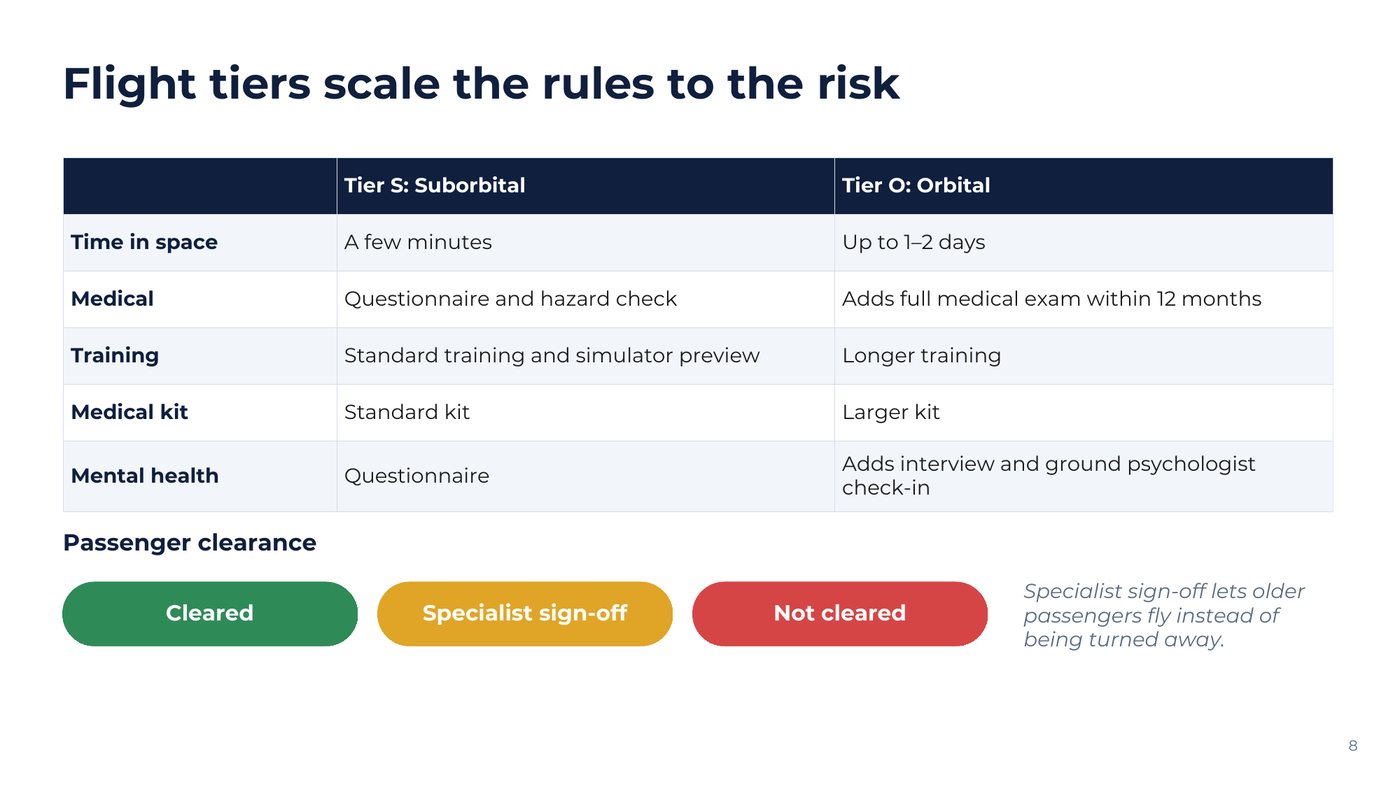 Flight tiers scale the rules to the risk
Tier S: Suborbital
Tier O: Orbital
Time in space
A few minutes
Up to 1–2 days
Medical
Questionnaire and hazard check
Adds full medical exam within 12 months
Training
Standard training and simulator preview
Longer training
Medical kit
Standard kit
Larger kit
Mental health
Questionnaire
Adds interview and ground psychologist
check-in
Passenger clearance
Cleared
Specialist sign-off
Not cleared
Specialist sign-off lets older
passengers fly instead of
being turned away.
8